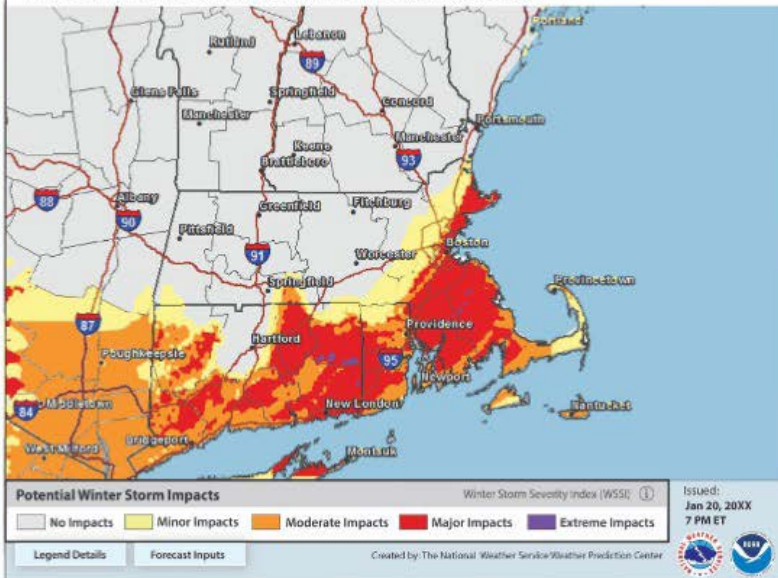 Portland
Rutland
Lebanon
89
Glens Falls
Springfield
Concord
Manchester
Manchester
Portsmouth
Keene
Brattleboro
93
88
Albany
Greenfield
Fitchburg
90
Pittsfield
Boston
91
Worcester
Springfield
Provincetown
87
Providence
Hartford
Poughkeepsie
95
Newport
Middletown
New London
Nantucket
84
Bridgeport
West Milford
Montauk
Potential Winter Storm Impacts
Winter Storm Severity Index (WSSI) i
Issued:
Jan 20, 20XX
7 PM ET
No Impacts
Minor Impacts
Moderate Impacts
Major Impacts
Extreme Impacts
Legend Details
Forecast Inputs
Created by: The National Weather Service Weather Prediction Center
NOAA